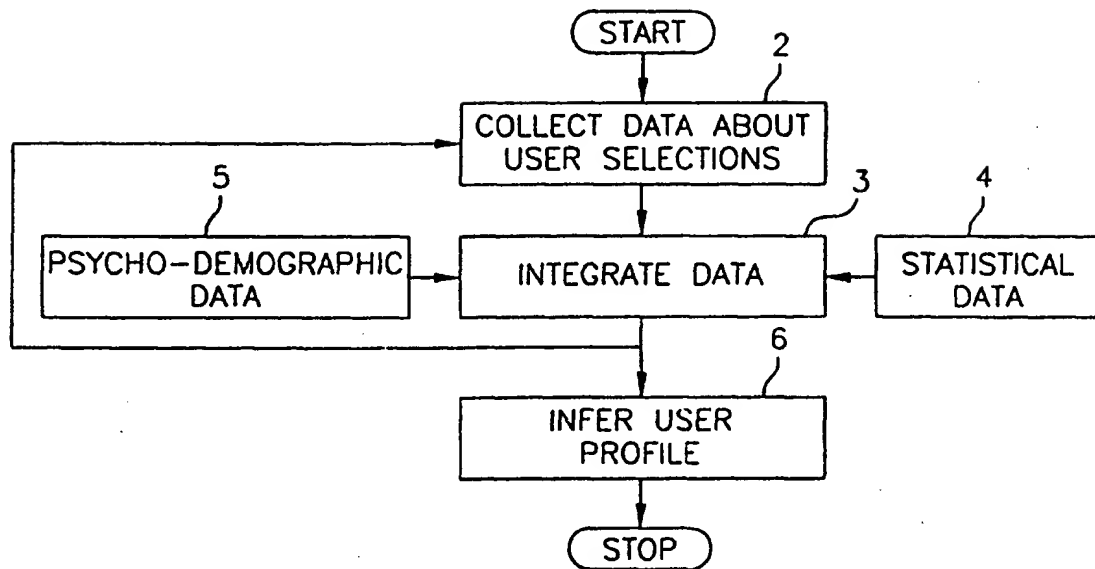 START
2
COLLECT DATA ABOUT
USER SELECTIONS
5
3
4
PSYCHO-DEMOGRAPHIC
DATA
INTEGRATE DATA
STATISTICAL
DATA
6
INFER USER
PROFILE
STOP